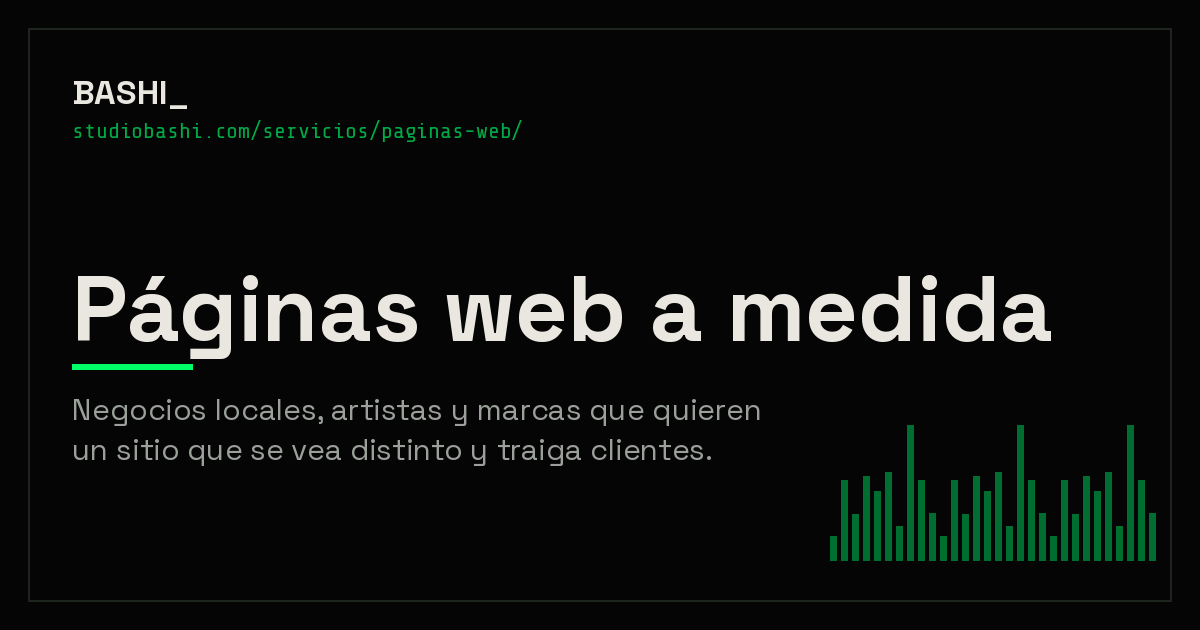 BASHI_
studiobashi.com/servicios/paginas-web/
Páginas web a medida
Negocios locales, artistas y marcas que quieren
un sitio que se vea distinto y traiga clientes.